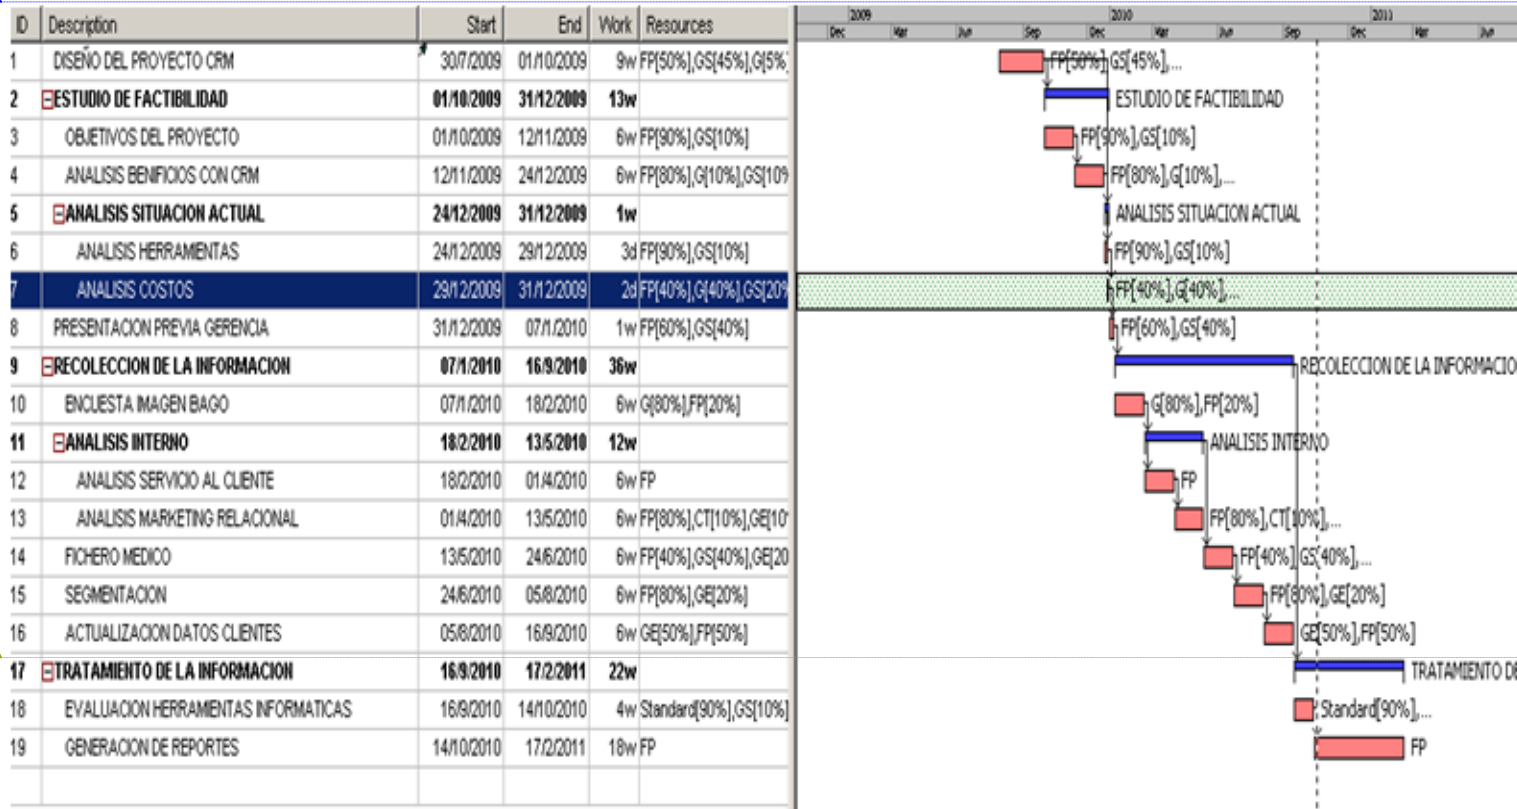 ID Description Start End Work Resources
2009 2010 2011
Dec Mar Jun Sep Dec Mar Jun Sep Dec Mar Jun
1 DISEÑO DEL PROYECTO CRM 30/7/2009 01/10/2009 9w FP[50%],GS[45%],G[5%] FP[50%],GS[45%],...
2 ESTUDIO DE FACTIBILIDAD 01/10/2009 31/12/2009 13w ESTUDIO DE FACTIBILIDAD
3 OBJETIVOS DEL PROYECTO 01/10/2009 12/11/2009 6w FP[90%],GS[10%] FP[90%],GS[10%]
4 ANALISIS BENIFICIOS CON CRM 12/11/2009 24/12/2009 6w FP[80%],G[10%],GS[10% FP[80%],G[10%],...
5 ANALISIS SITUACION ACTUAL 24/12/2009 31/12/2009 1w ANALISIS SITUACION ACTUAL
6 ANALISIS HERRAMIENTAS 24/12/2009 29/12/2009 3d FP[90%],GS[10%] FP[90%],GS[10%]
7 ANALISIS COSTOS 29/12/2009 31/12/2009 2d FP[40%],G[40%],GS[20% FP[40%],G[40%],...
8 PRESENTACION PREVIA GERENCIA 31/12/2009 07/1/2010 1w FP[60%],GS[40%] FP[60%],GS[40%]
9 RECOLECCION DE LA INFORMACION 07/1/2010 16/9/2010 36w RECOLECCION DE LA INFORMACIO
10 ENCUESTA IMAGEN BAGO 07/1/2010 18/2/2010 6w G[80%],FP[20%] G[80%],FP[20%]
11 ANALISIS INTERNO 18/2/2010 13/5/2010 12w ANALISIS INTERNO
12 ANALISIS SERVICIO AL CLIENTE 18/2/2010 01/4/2010 6w FP FP
13 ANALISIS MARKETING RELACIONAL 01/4/2010 13/5/2010 6w FP[80%],CT[10%],GE[10 FP[80%],CT[10%],...
14 FICHERO MEDICO 13/5/2010 24/6/2010 6w FP[40%],GS[40%],GE[20 FP[40%],GS[40%],...
15 SEGMENTACION 24/6/2010 05/8/2010 6w FP[80%],GE[20%] FP[80%],GE[20%]
16 ACTUALIZACION DATOS CLIENTES 05/8/2010 16/9/2010 6w GE[50%],FP[50%] GE[50%],FP[50%]
17 TRATAMIENTO DE LA INFORMACION 16/9/2010 17/2/2011 22w TRATAMIENTO DE
18 EVALUACION HERRAMIENTAS INFORMATICAS 16/9/2010 14/10/2010 4w Standard[90%],GS[10%] Standard[90%],...
19 GENERACION DE REPORTES 14/10/2010 17/2/2011 18w FP FP